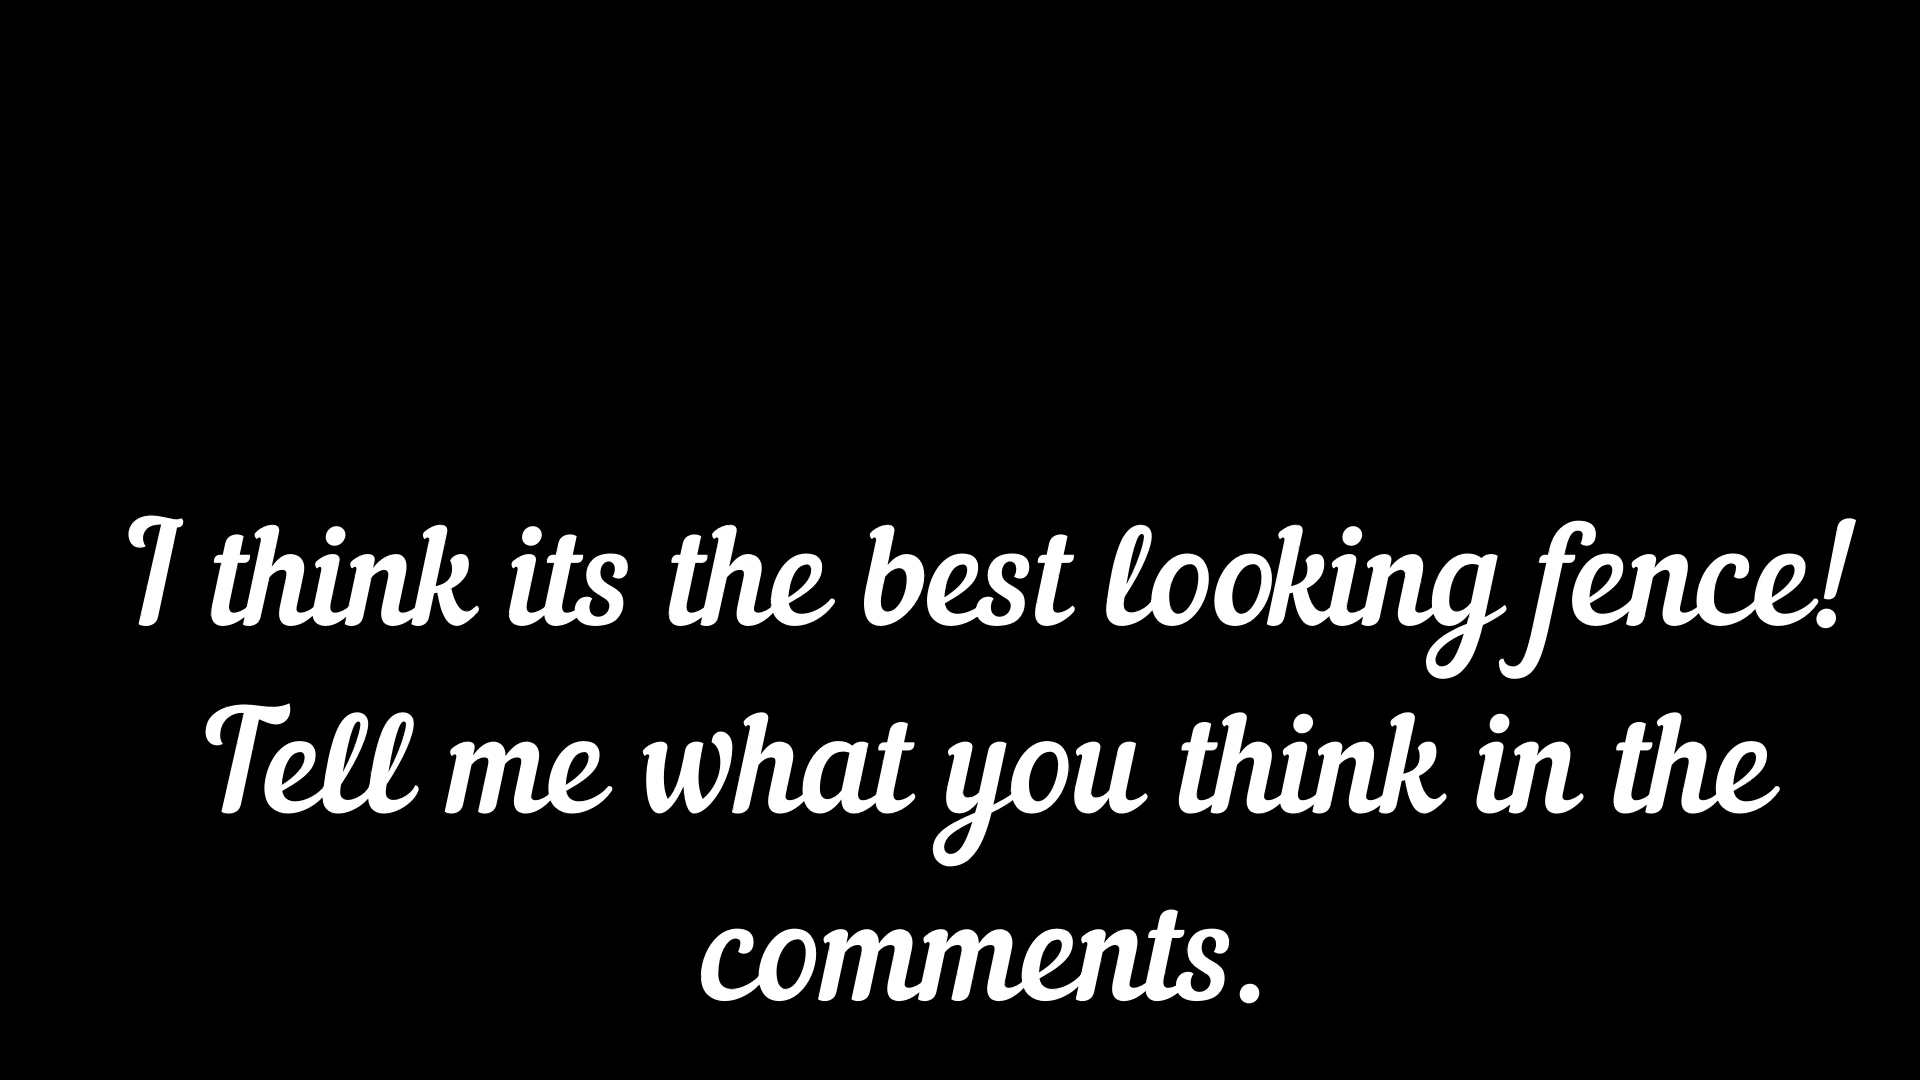 I think its the best looking fence!
Tell me what you think in the
comments.